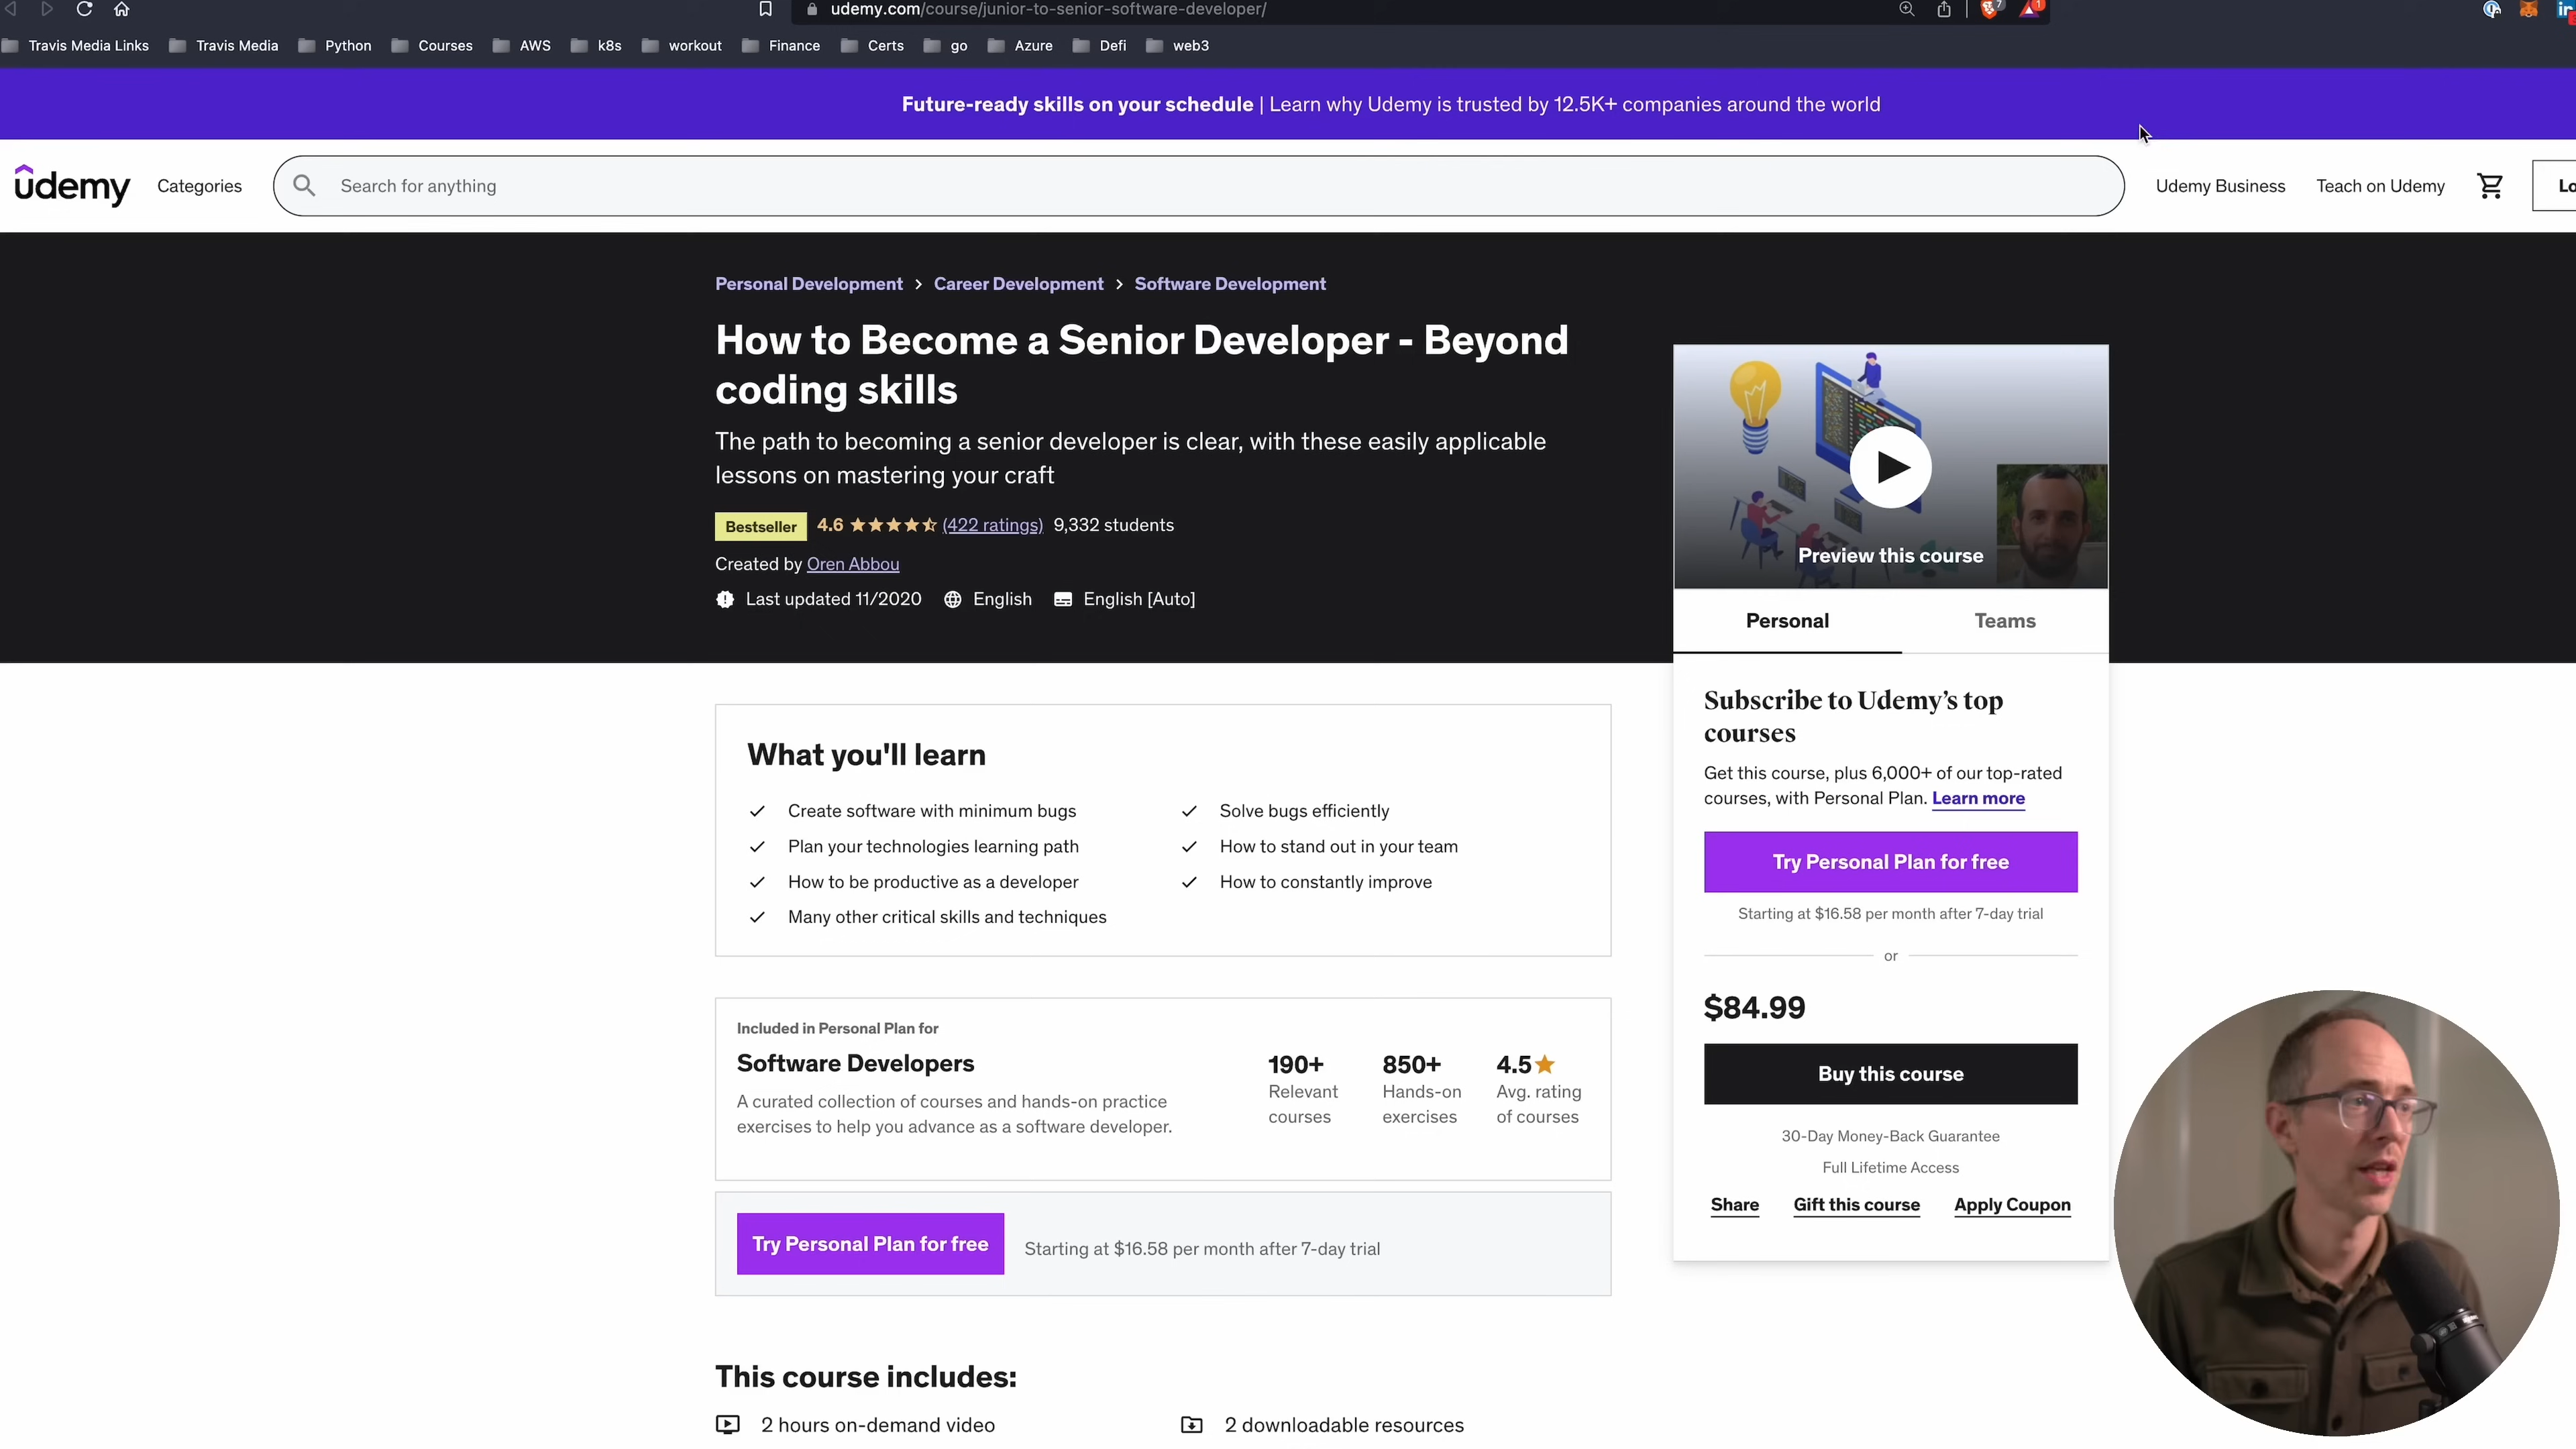 udemy.com/course/junior-to-senior-software-developer/
7
1
Travis Media Links
Travis Media
Python
Courses
AWS
k8s
workout
Finance
Certs
go
Azure
Defi
web3
Future-ready skills on your schedule | Learn why Udemy is trusted by 12.5K+ companies around the world
ûdemy
Categories
Search for anything
Udemy Business
Teach on Udemy
Lo
Personal Development > Career Development > Software Development
How to Become a Senior Developer - Beyond
coding skills
The path to becoming a senior developer is clear, with these easily applicable
lessons on mastering your craft
Bestseller 4.6 (422 ratings) 9,332 students
Created by Oren Abbou
Last updated 11/2020 English English [Auto]
Preview this course
Personal
Teams
Subscribe to Udemy's top
courses
Get this course, plus 6,000+ of our top-rated
courses, with Personal Plan. Learn more
Try Personal Plan for free
Starting at $16.58 per month after 7-day trial
or
$84.99
Buy this course
30-Day Money-Back Guarantee
Full Lifetime Access
Share
Gift this course
Apply Coupon
What you'll learn
Create software with minimum bugs
Solve bugs efficiently
Plan your technologies learning path
How to stand out in your team
How to be productive as a developer
How to constantly improve
Many other critical skills and techniques
Included in Personal Plan for
Software Developers
A curated collection of courses and hands-on practice
exercises to help you advance as a software developer.
190+
Relevant
courses
850+
Hands-on
exercises
4.5
Avg. rating
of courses
Try Personal Plan for free
Starting at $16.58 per month after 7-day trial
This course includes:
2 hours on-demand video
2 downloadable resources